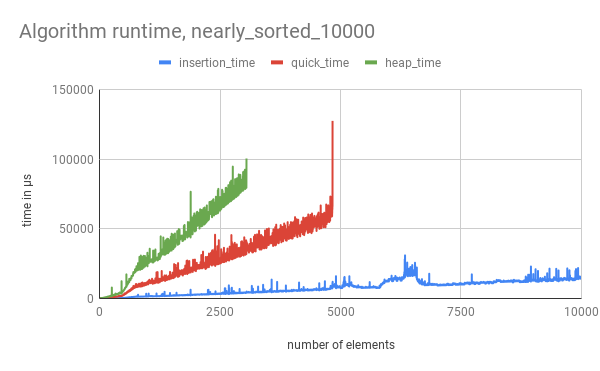 Algorithm runtime, nearly_sorted_10000
insertion_time quick_time heap_time
150000
100000
50000
0
time in µs
0 2500 5000 7500 10000
number of elements